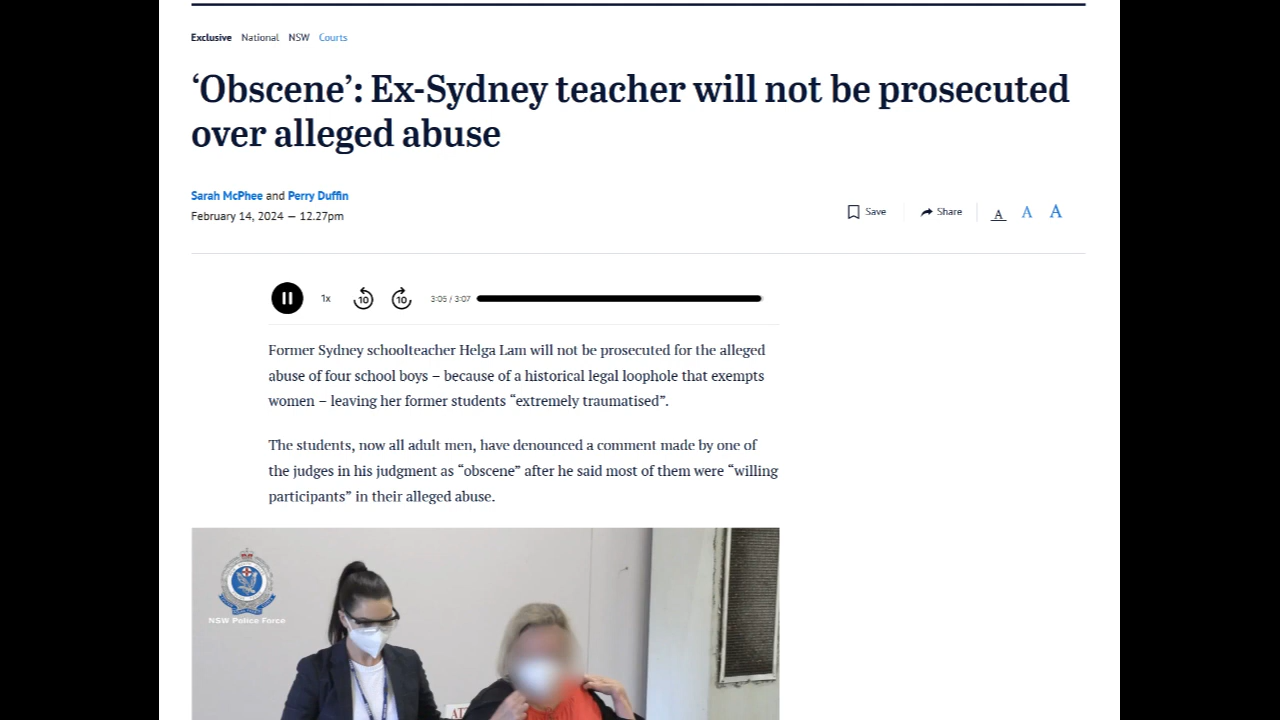 Exclusive National NSW Courts
‘Obscene’: Ex-Sydney teacher will not be prosecuted
over alleged abuse
Sarah McPhee and Perry Duffin
February 14, 2024 — 12.27pm
Save Share A A A
1x 10 10 3:05 / 3:07
Former Sydney schoolteacher Helga Lam will not be prosecuted for the alleged
abuse of four school boys – because of a historical legal loophole that exempts
women – leaving her former students “extremely traumatised”.
The students, now all adult men, have denounced a comment made by one of
the judges in his judgment as “obscene” after he said most of them were “willing
participants” in their alleged abuse.
NSW Police Force